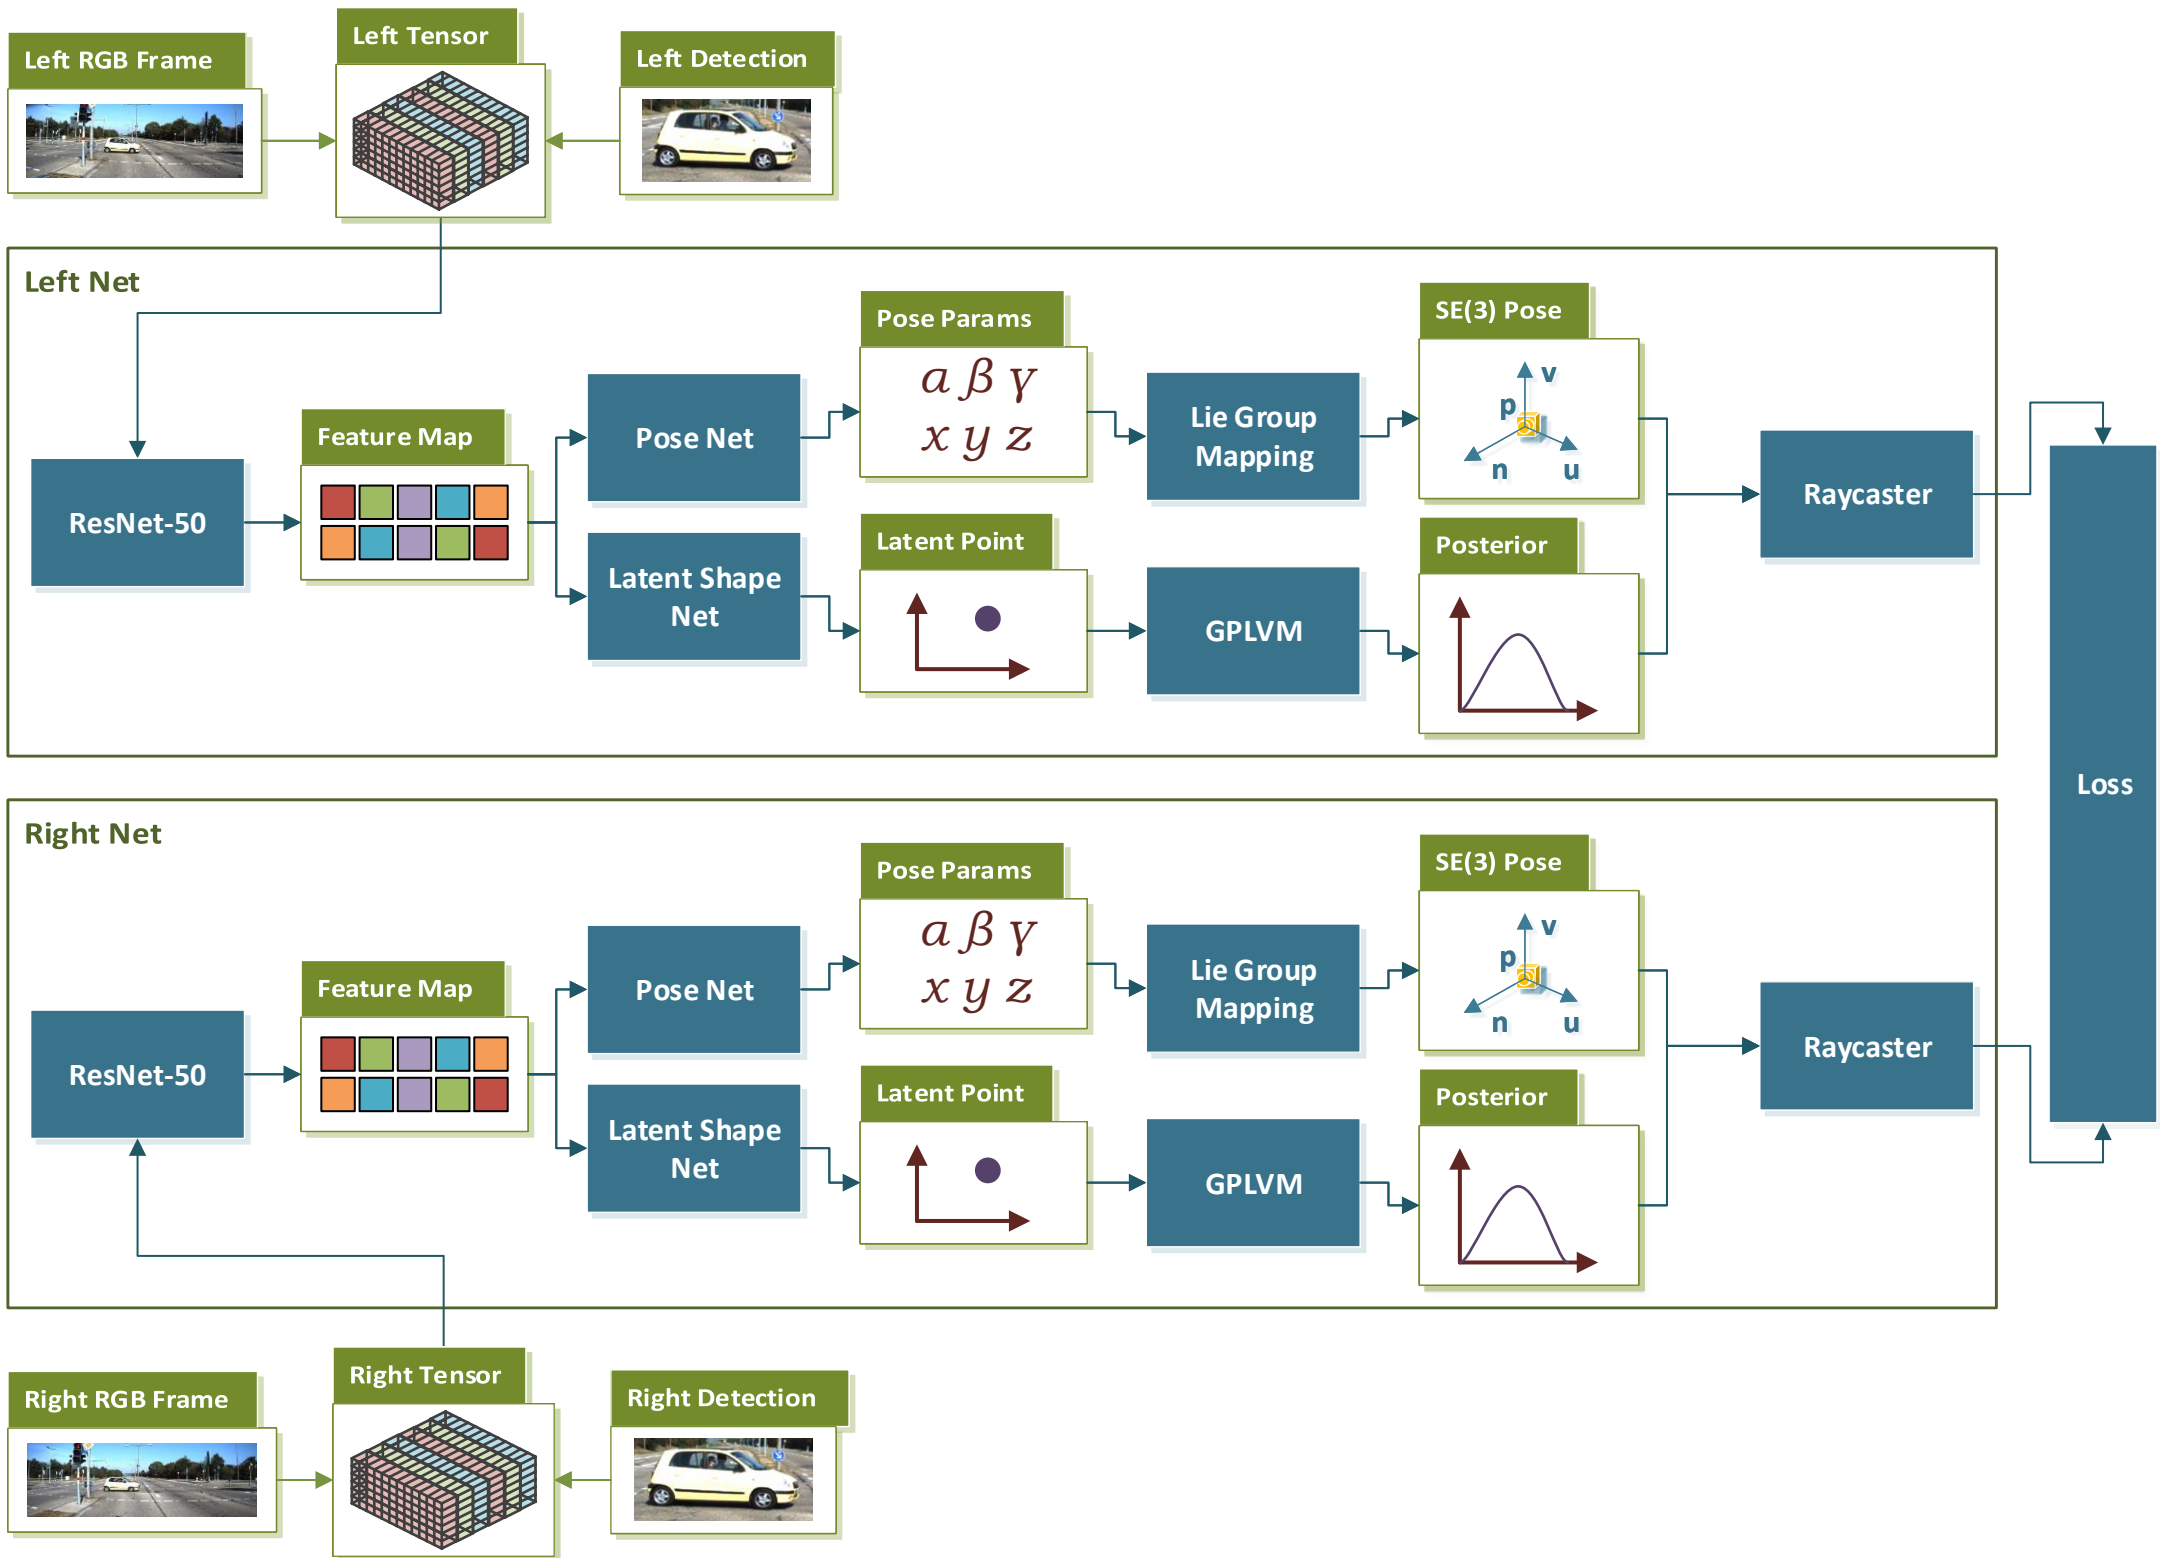 Left RGB Frame
Left Tensor
Left Detection
Left Net
ResNet-50
Feature Map
Pose Net
Latent Shape
Net
Pose Params
α β γ
x y z
Latent Point
Lie Group
Mapping
GPLVM
SE(3) Pose
v
p
n
u
Posterior
Raycaster
Loss
Right Net
ResNet-50
Feature Map
Pose Net
Latent Shape
Net
Pose Params
α β γ
x y z
Latent Point
Lie Group
Mapping
GPLVM
SE(3) Pose
v
p
n
u
Posterior
Raycaster
Right RGB Frame
Right Tensor
Right Detection